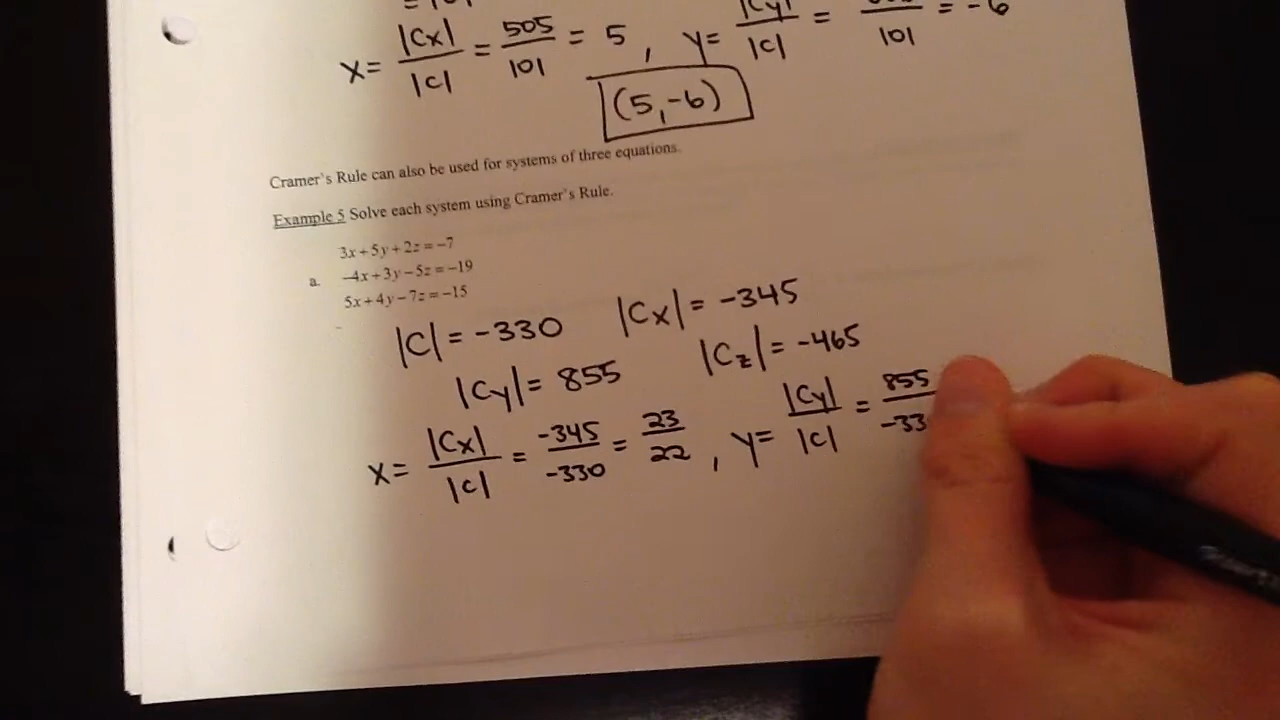 x = |Cx| / |C| = 505 / 101 = 5 , y = |Cy| / |C| = / 101 = -6
(5, -6)
Cramer's Rule can also be used for systems of three equations.
Example 5 Solve each system using Cramer's Rule.
3x + 5y + 2z = -7
a. -4x + 3y - 5z = -19
5x + 4y - 7z = -15
|C| = -330 |Cx| = -345
|Cy| = 855 |Cz| = -465
x = |Cx| / |C| = -345 / -330 = 23 / 22 , y = |Cy| / |C| = 855 / -33